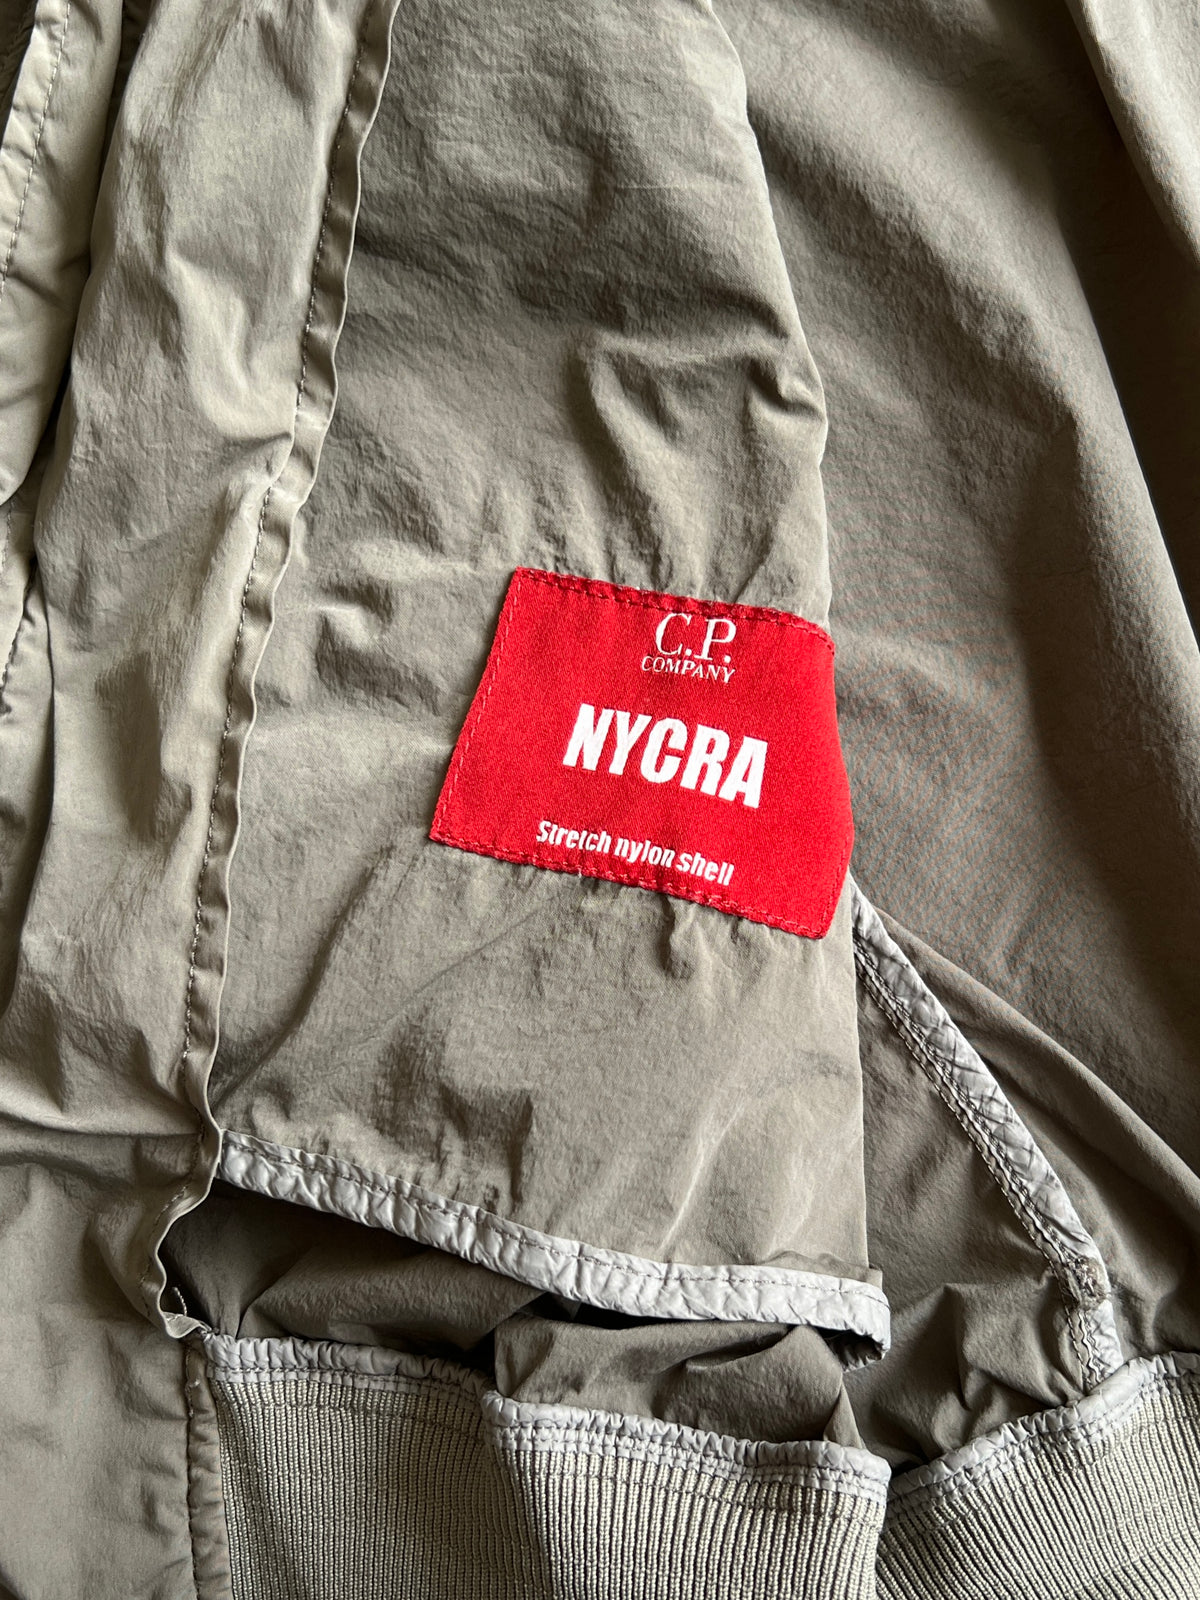 C.P.
COMPANY
NYCRA
Stretch nylon shell